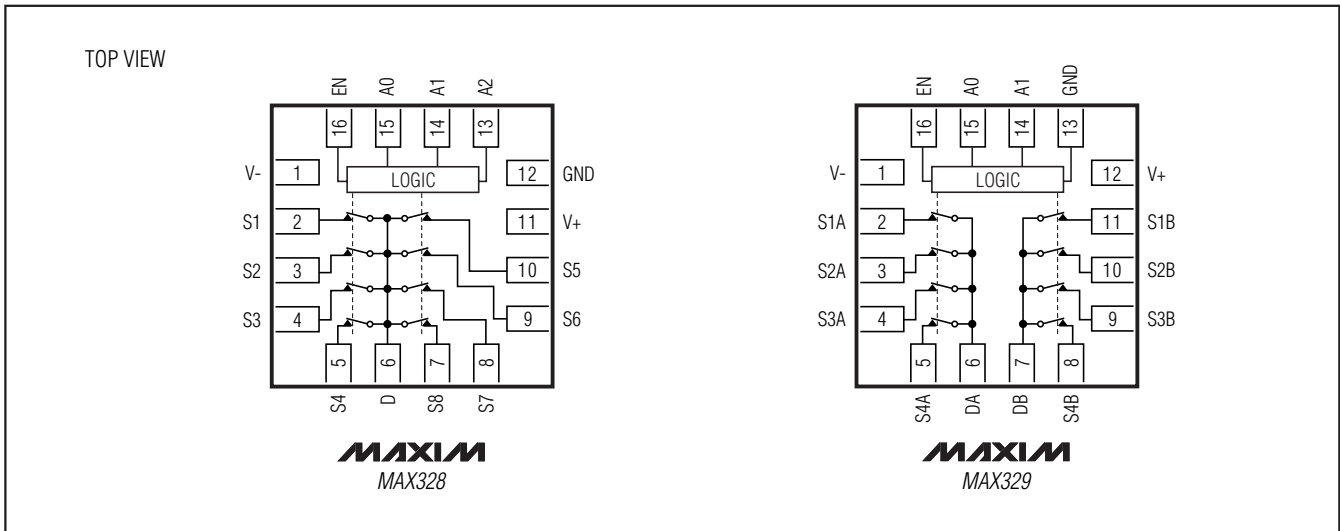 TOP VIEW
EN A0 A1 A2
16 15 14 13
V- 1 LOGIC 12 GND
S1 2 11 V+
S2 3 10 S5
S3 4 9 S6
5 6 7 8
S4 D S8 S7
MAXIM
MAX328
EN A0 A1 GND
16 15 14 13
V- 1 LOGIC 12 V+
S1A 2 11 S1B
S2A 3 10 S2B
S3A 4 9 S3B
5 6 7 8
S4A DA DB S4B
MAXIM
MAX329